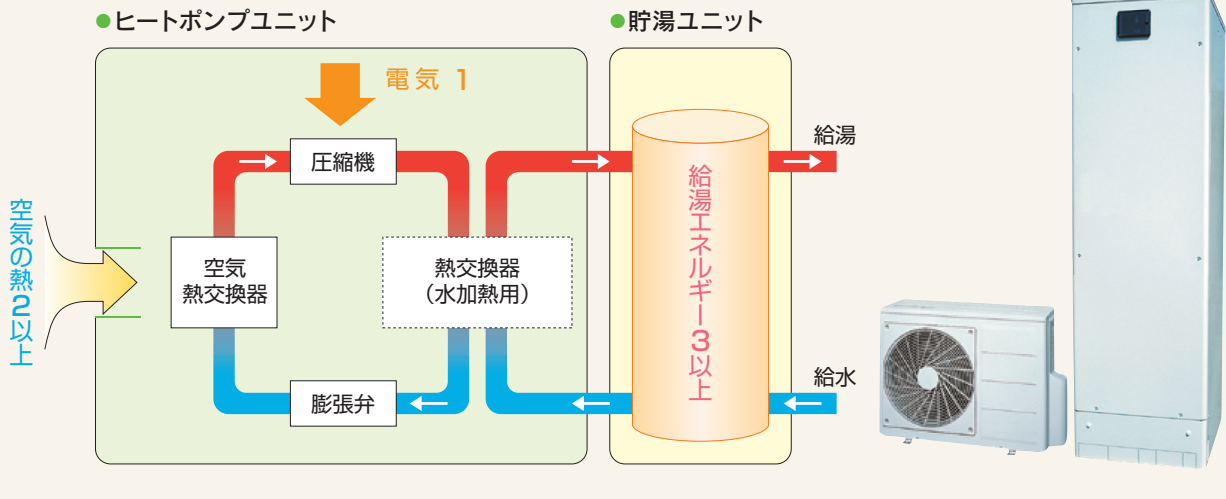 ●ヒートポンプユニット
●貯湯ユニット
電気 1
圧縮機
給湯
空気の熱2以上
空気
熱交換器
熱交換器
(水加熱用)
給湯エネルギー3以上
膨張弁
給水